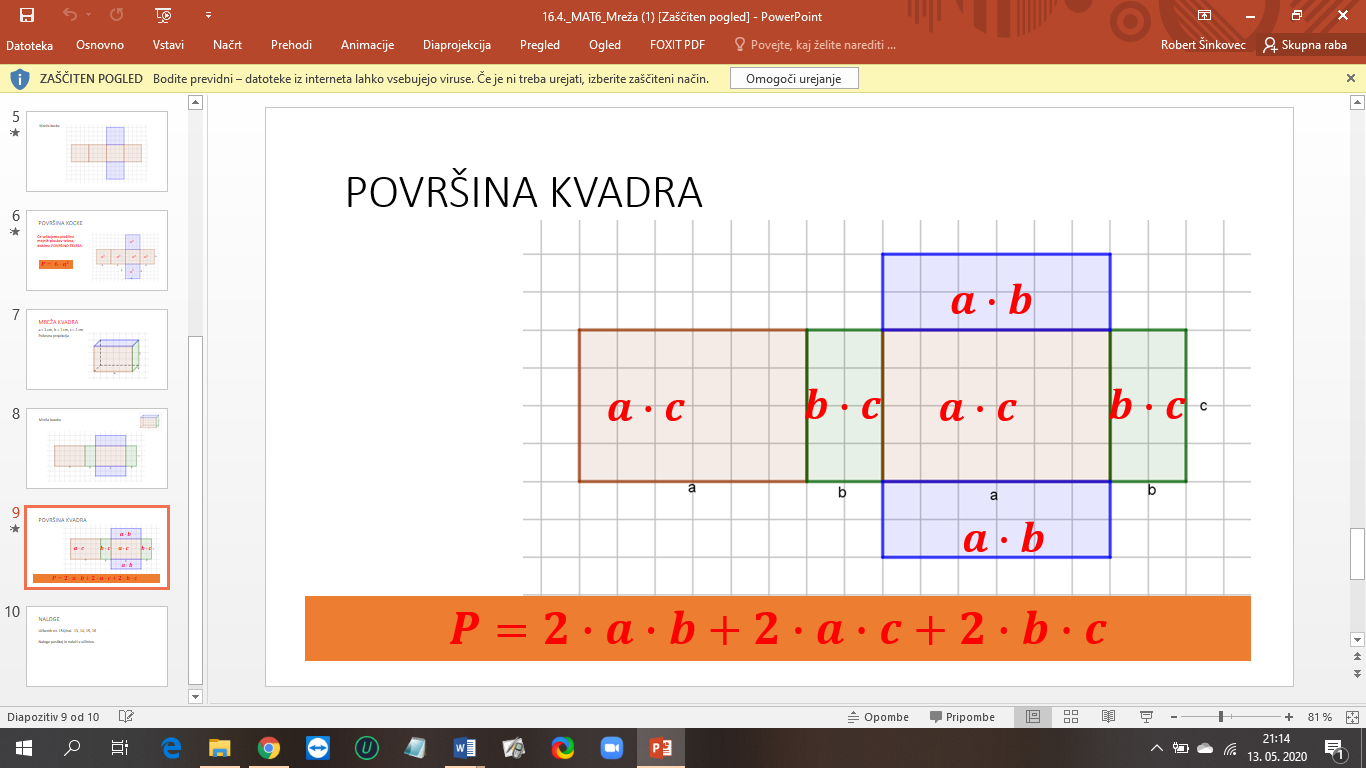 16.4._MAT6_Mreža (1) [Zaščiten pogled] - PowerPoint
Datoteka Osnovno Vstavi Načrt Prehodi Animacije Diaprojekcija Pregled Ogled FOXIT PDF Povejte, kaj želite narediti ... Robert Šinkovec Skupna raba
ZAŠČITEN POGLED Bodite previdni – datoteke iz interneta lahko vsebujejo viruse. Če je ni treba urejati, izberite zaščiteni način. Omogoči urejanje
5
6
POVRŠINA KOCKE
7
MREŽA KVADRA
8
9
POVRŠINA KVADRA
a · b
a · c b · c a · c b · c
a · b
P = 2 · a · b + 2 · a · c + 2 · b · c
10
NALOGE
POVRŠINA KVADRA
a · b
a · c b · c a · c b · c c
a b a b
a · b
P = 2 · a · b + 2 · a · c + 2 · b · c
Diapozitiv 9 od 10 Opombe Pripombe 81 %
21:14
13. 05. 2020
1